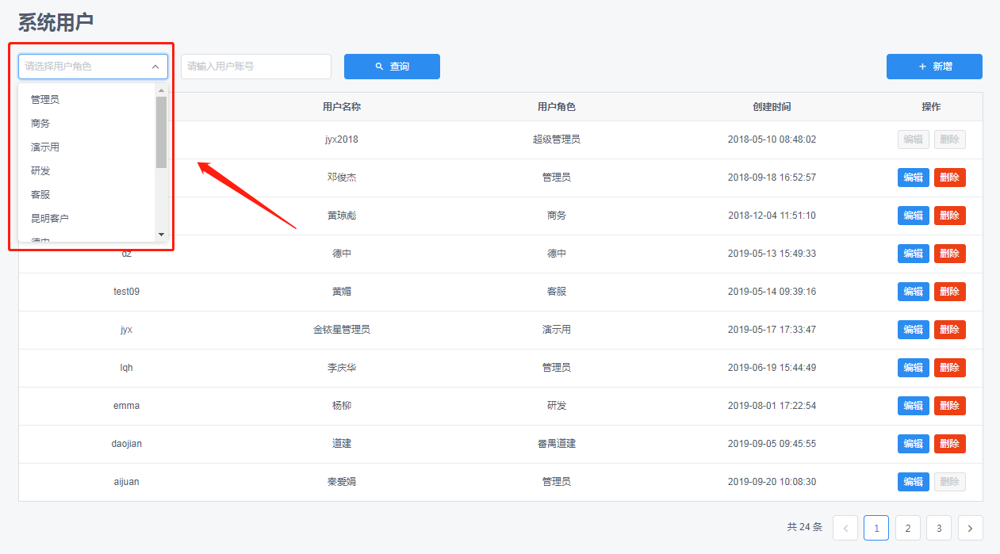 系统用户
请选择用户角色 请输入用户账号 查询 + 新增
管理员
商务
演示用
研发
客服
昆明客户
德中
用户名称 用户角色 创建时间 操作
jyx2018 超级管理员 2018-05-10 08:48:02 编辑 删除
邓俊杰 管理员 2018-09-18 16:52:57 编辑 删除
黄琼彪 商务 2018-12-04 11:51:10 编辑 删除
dz 德中 德中 2019-05-13 15:49:33 编辑 删除
test09 黄媚 客服 2019-05-14 09:39:16 编辑 删除
jyx 金铱星管理员 演示用 2019-05-17 17:33:47 编辑 删除
lqh 李庆华 管理员 2019-06-19 15:44:49 编辑 删除
emma 杨柳 研发 2019-08-01 17:22:54 编辑 删除
daojian 道建 番禺道建 2019-09-05 09:45:55 编辑 删除
aijuan 秦爱娟 管理员 2019-09-20 10:08:30 编辑 删除
共 24 条 < 1 2 3 >